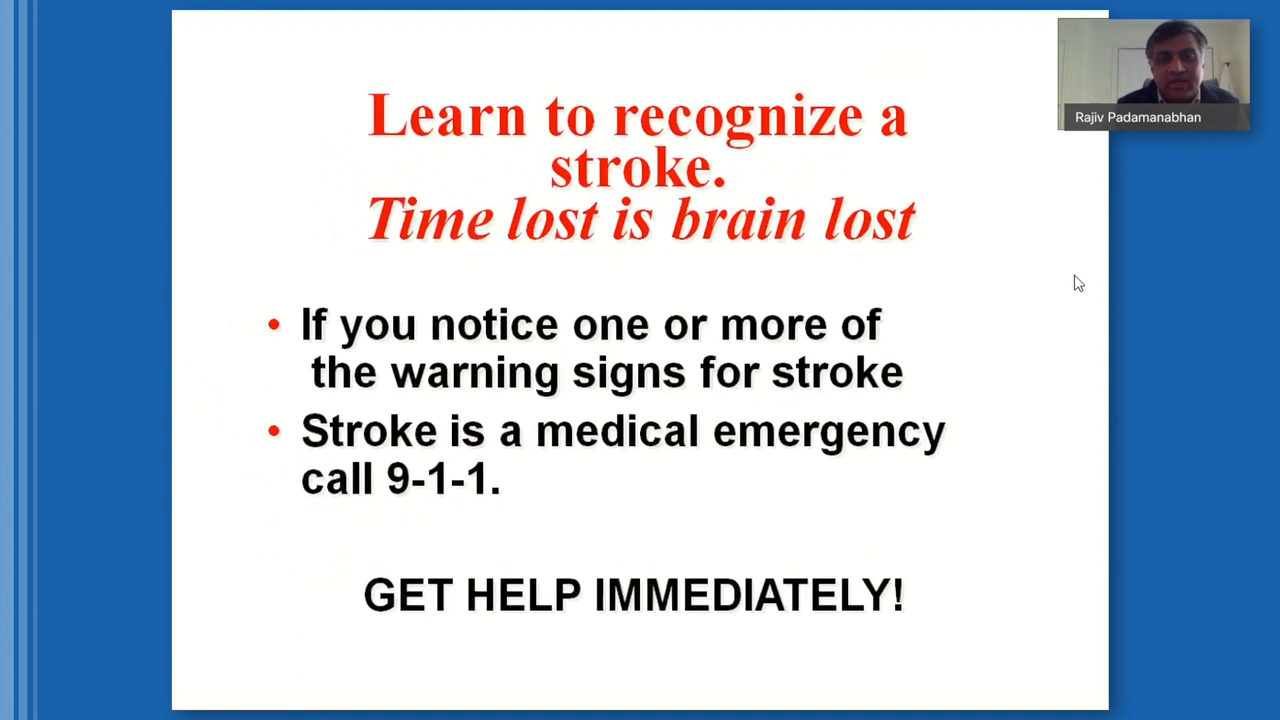 Learn to recognize a
stroke.
Time lost is brain lost
• If you notice one or more of
the warning signs for stroke
• Stroke is a medical emergency
call 9-1-1.
GET HELP IMMEDIATELY!
Rajiv Padamanabhan